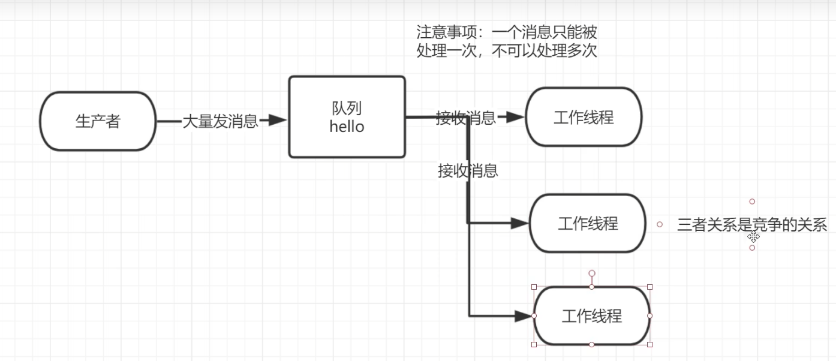 注意事项：一个消息只能被
处理一次，不可以处理多次
生产者
大量发消息
队列
hello
接收消息
工作线程
接收消息
工作线程
三者关系是竞争的关系
工作线程